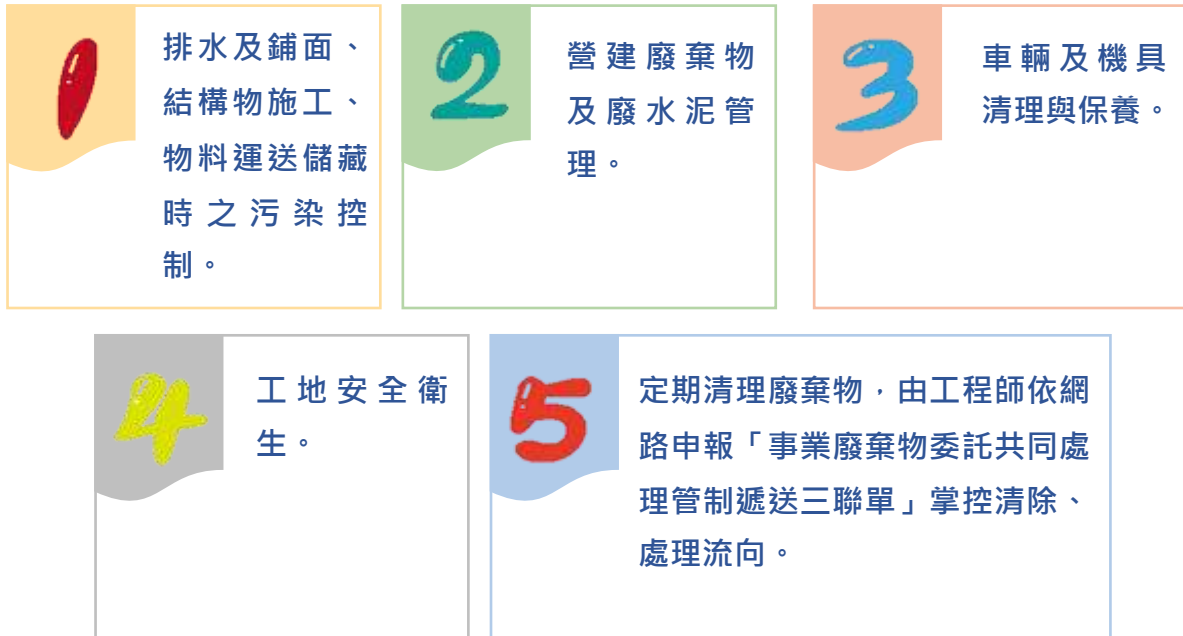 1
排水及鋪面、
結構物施工、
物料運送儲藏
時之污染控
制。
2
營建廢棄物
及廢水泥管
理。
3
車輛及機具
清理與保養。
4
工地安全衛
生。
5
定期清理廢棄物，由工程師依網
路申報「事業廢棄物委託共同處
理管制遞送三聯單」掌控清除、
處理流向。